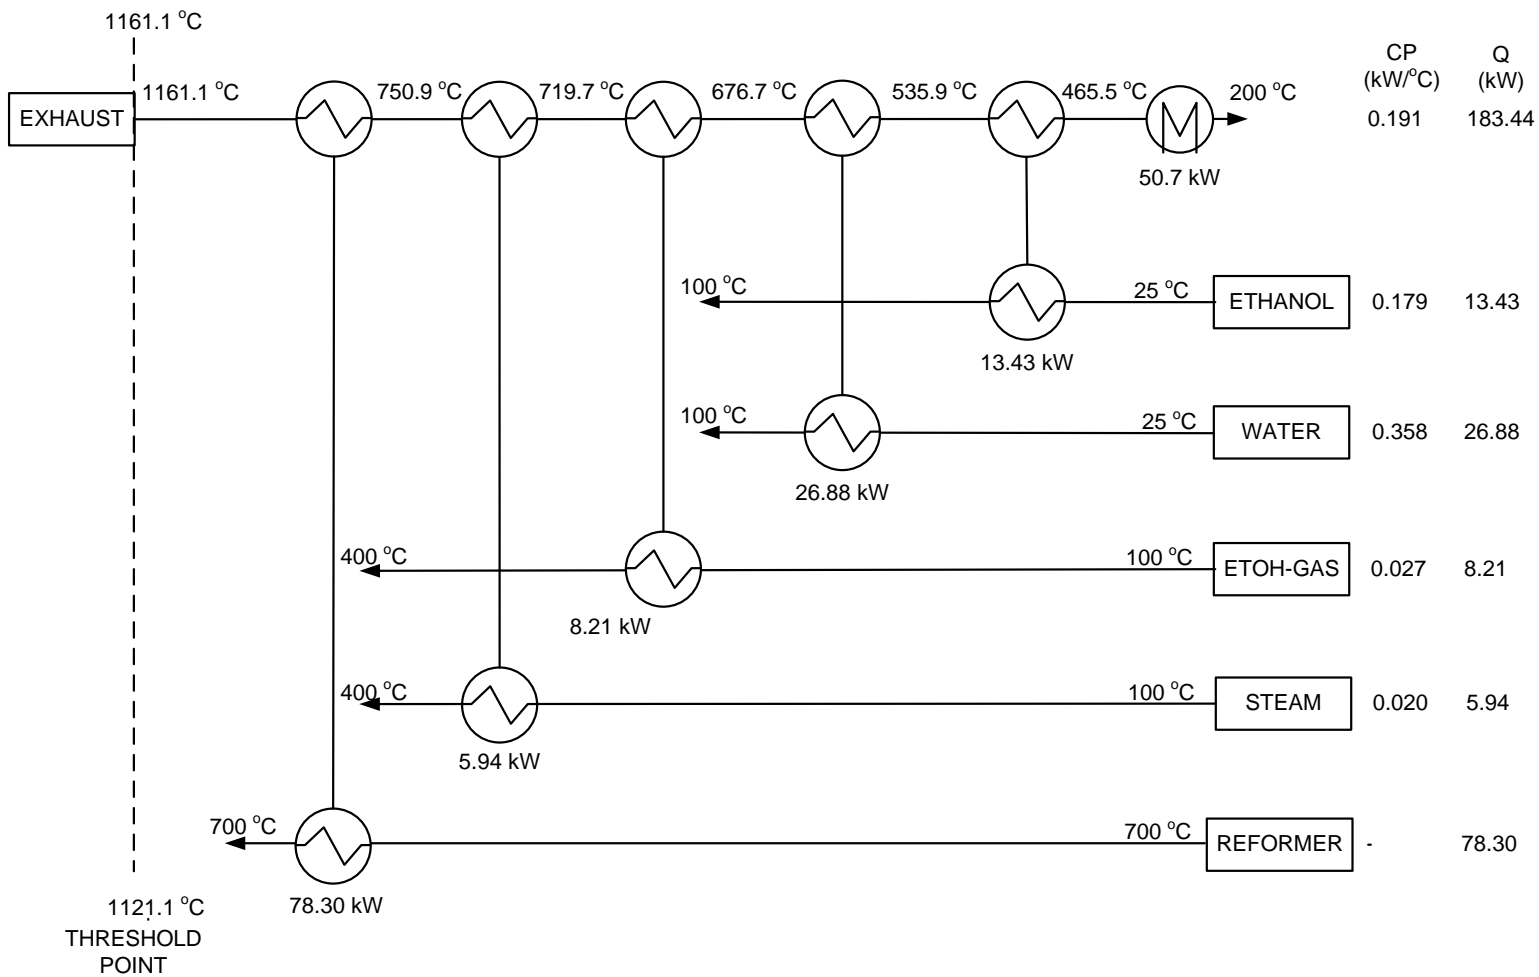 1161.1 °C
CP
(kW/°C)
Q
(kW)
EXHAUST
1161.1 °C
750.9 °C
719.7 °C
676.7 °C
535.9 °C
465.5 °C
200 °C
0.191
183.44
50.7 kW
100 °C
25 °C
ETHANOL
0.179
13.43
13.43 kW
100 °C
25 °C
WATER
0.358
26.88
26.88 kW
400 °C
100 °C
ETOH-GAS
0.027
8.21
8.21 kW
400 °C
100 °C
STEAM
0.020
5.94
5.94 kW
700 °C
700 °C
REFORMER
-
78.30
78.30 kW
1121.1 °C
THRESHOLD
POINT